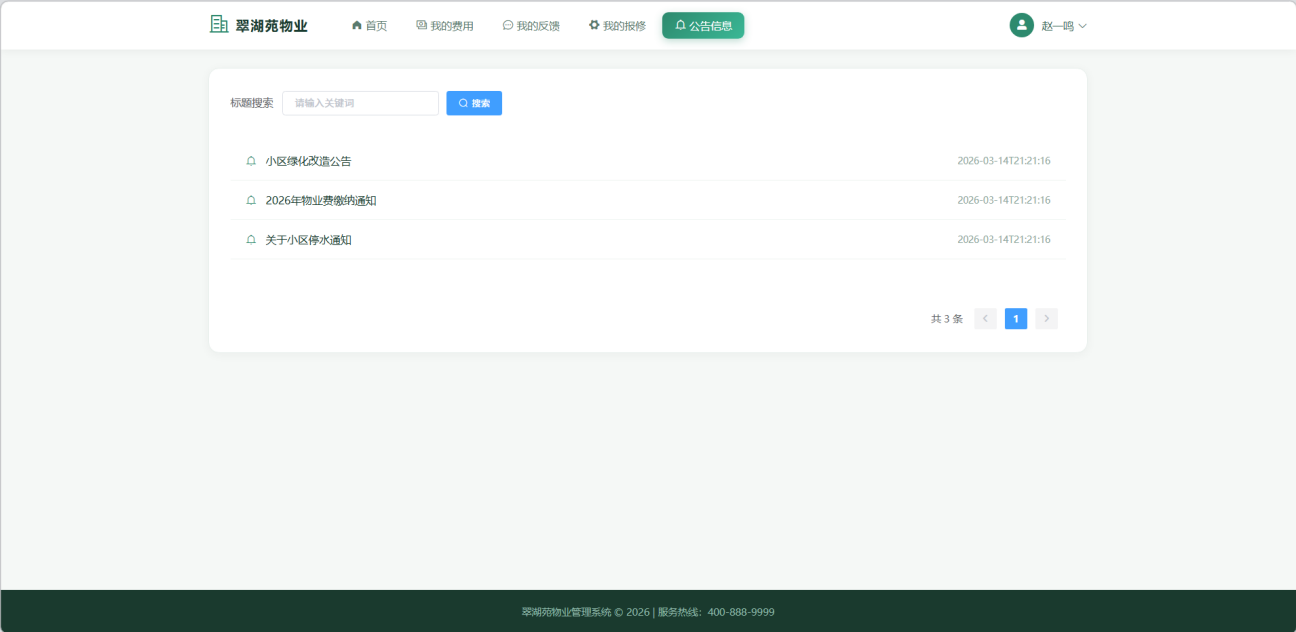 翠湖苑物业 首页 我的费用 我的反馈 我的报修 公告信息 赵一鸣
标题搜索 请输入关键词 搜索
小区绿化改造公告 2026-03-14T21:21:16
2026年物业费缴纳通知 2026-03-14T21:21:16
关于小区停水通知 2026-03-14T21:21:16
共 3 条 1
翠湖苑物业管理系统 © 2026 | 服务热线：400-888-9999